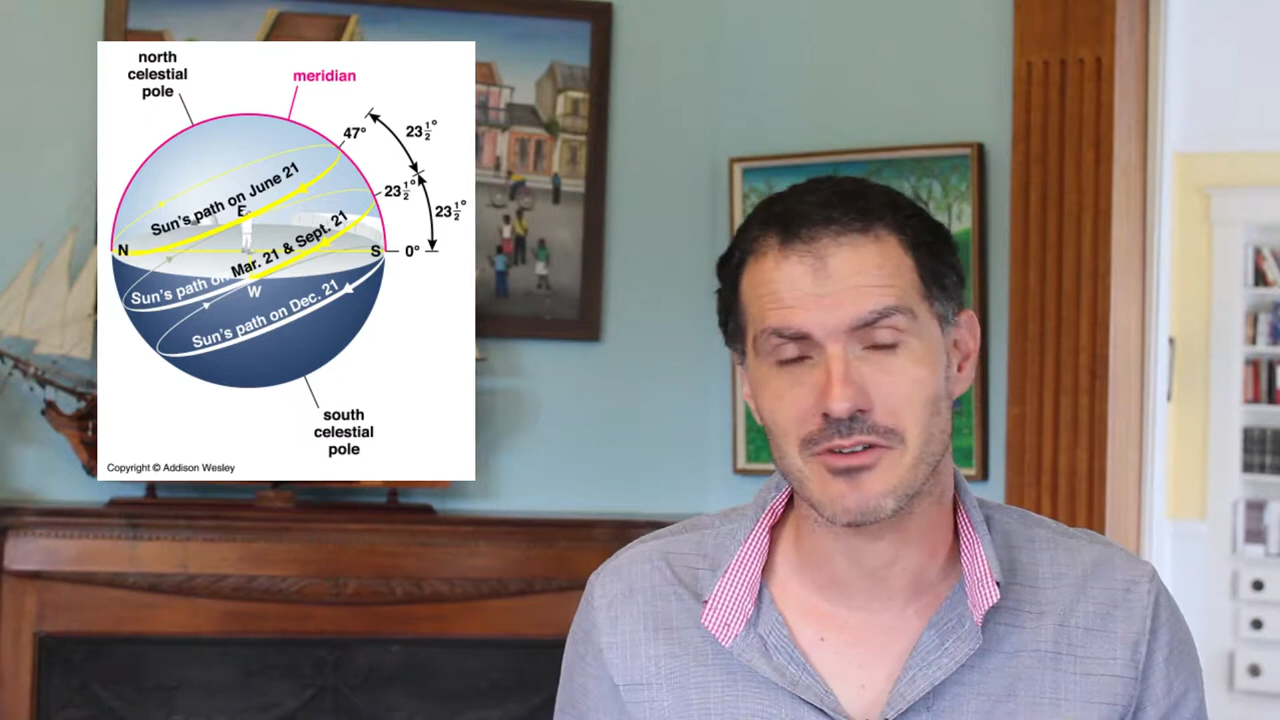 north
celestial
pole
meridian
47°
23½°
Sun's path on June 21
E
23½°
23½°
Mar. 21 & Sept. 21
N
S
0°
Sun's path on
W
Sun's path on Dec. 21
south
celestial
pole
Copyright © Addison Wesley